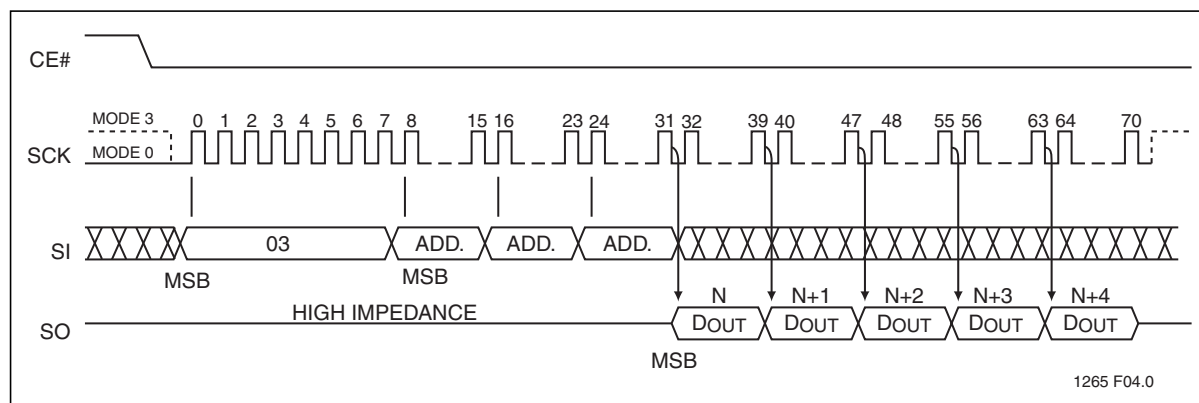 CE#
MODE 3
0 1 2 3 4 5 6 7 8 15 16 23 24 31 32 39 40 47 48 55 56 63 64 70
SCK
MODE 0
SI
03 ADD. ADD. ADD.
MSB MSB
HIGH IMPEDANCE
N N+1 N+2 N+3 N+4
SO
DOUT DOUT DOUT DOUT DOUT
MSB
1265 F04.0